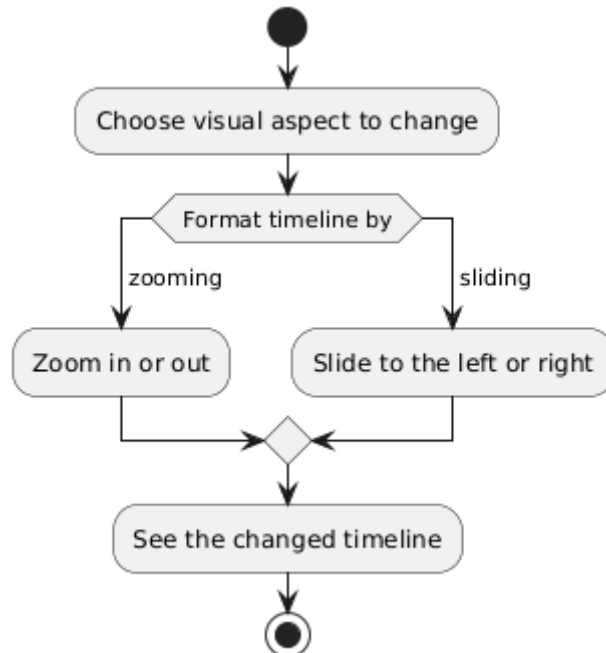 Choose visual aspect to change
Format timeline by
zooming
sliding
Zoom in or out
Slide to the left or right
See the changed timeline